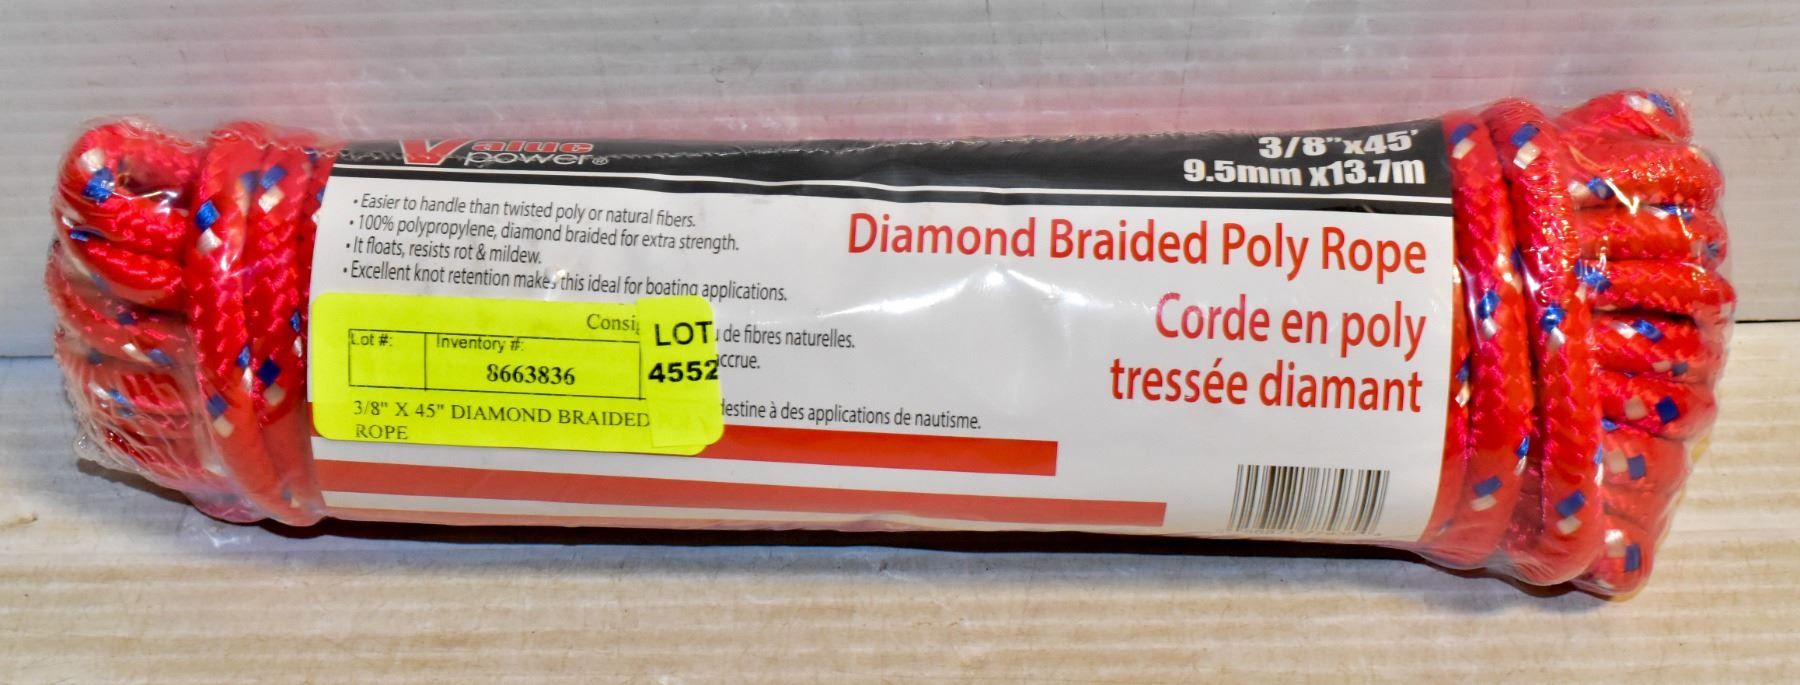 Value
power®
3/8"x45'
9.5mm x13.7m
• Easier to handle than twisted poly or natural fibers.
• 100% polypropylene, diamond braided for extra strength.
• It floats, resists rot & mildew.
• Excellent knot retention makes this ideal for boating applications.
Diamond Braided Poly Rope
Corde en poly
tressée diamant
de fibres naturelles.
accrue.
destine à des applications de nautisme.
Lot #:
Inventory #:
8663836
3/8" X 45" DIAMOND BRAIDED
ROPE
LOT
4552